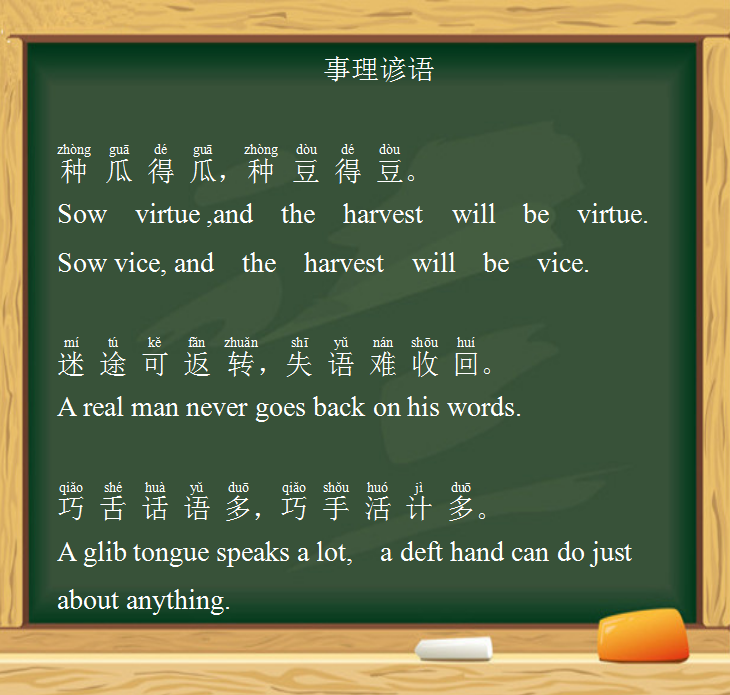 事理谚语
zhòng guā dé guā zhòng dòu dé dòu
种瓜得瓜，种豆得豆。
Sow virtue ,and the harvest will be virtue.
Sow vice, and the harvest will be vice.
mí tú kě fǎn zhuǎn shī yǔ nán shōu huí
迷途可返转，失语难收回。
A real man never goes back on his words.
qiǎo shé huà yǔ duō qiǎo shǒu huó jì duō
巧舌话语多，巧手活计多。
A glib tongue speaks a lot, a deft hand can do just
about anything.